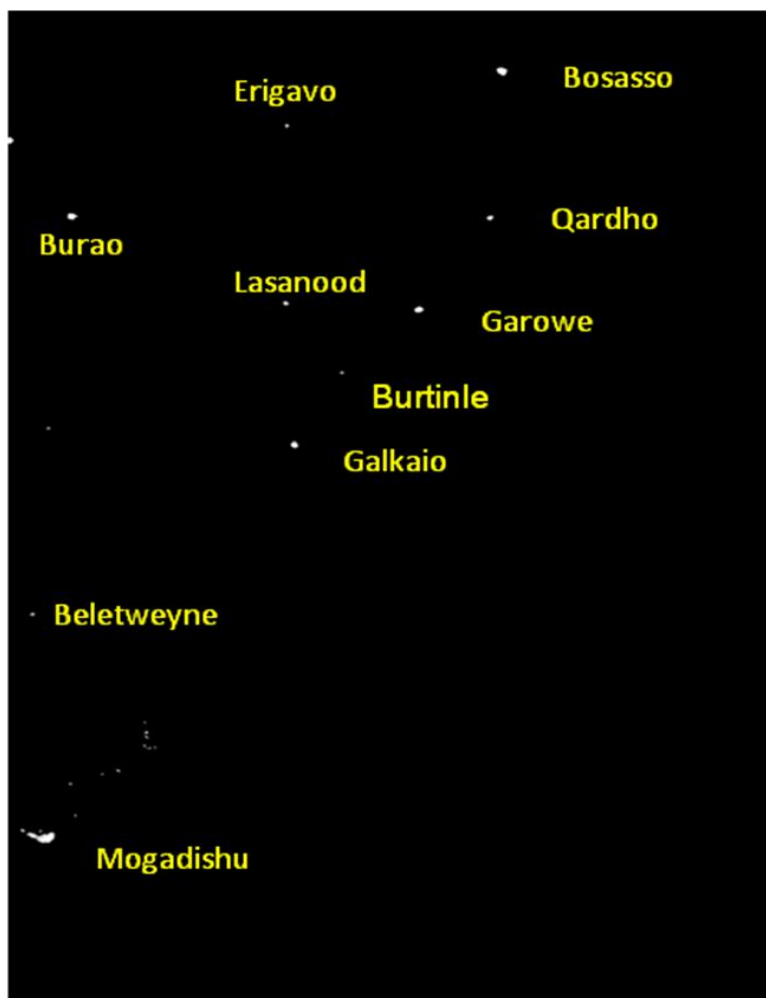 Bosasso
Erigavo
Qardho
Burao
Lasanood
Garowe
Burtinle
Galkaio
Beletweyne
Mogadishu